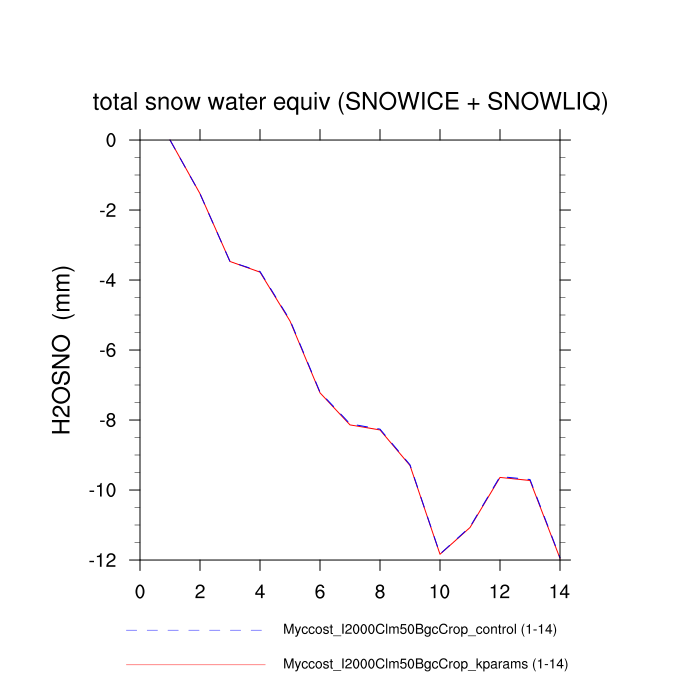 total snow water equiv (SNOWICE + SNOWLIQ)
H2OSNO (mm)
0
-2
-4
-6
-8
-10
-12
0 2 4 6 8 10 12 14
Myccost_I2000Clm50BgcCrop_control (1-14)
Myccost_I2000Clm50BgcCrop_kparams (1-14)